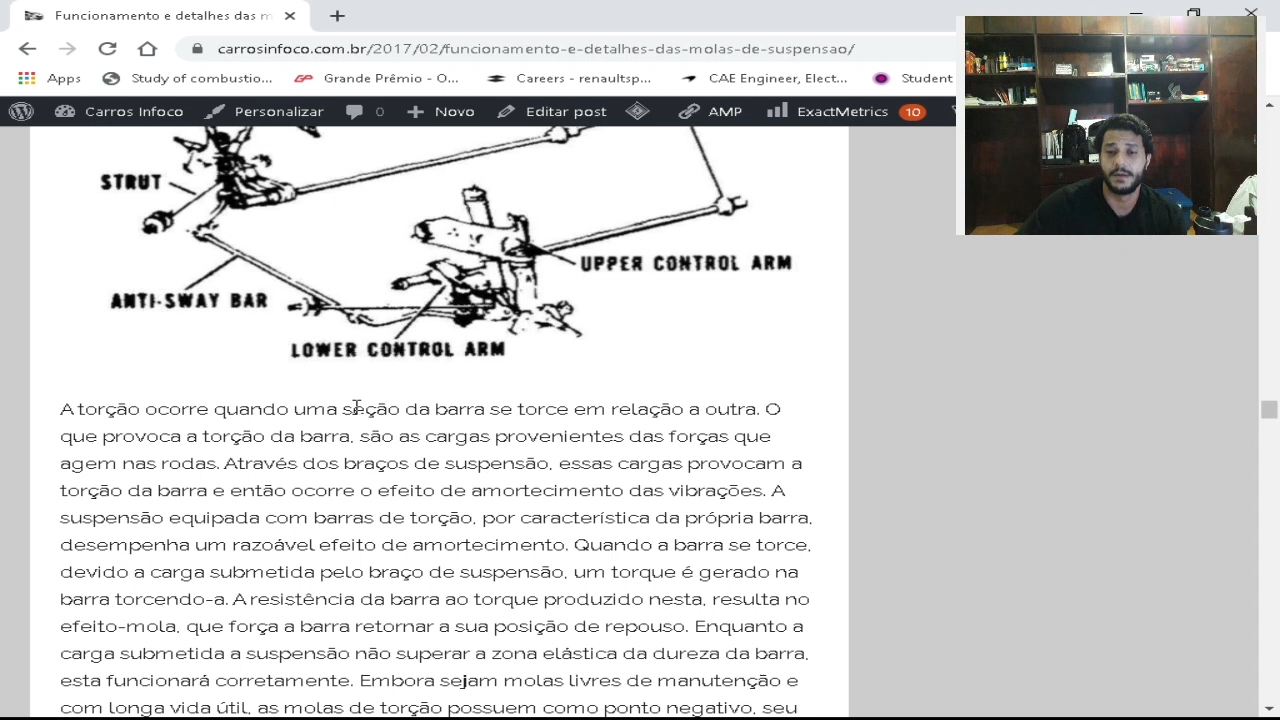 Funcionamento e detalhes das m
carrosinfoco.com.br/2017/02/funcionamento-e-detalhes-das-molas-de-suspensao/
Apps Study of combustio... Grande Prêmio - O... Careers - renaultsp... CAE Engineer, Elect... Student
Carros Infoco Personalizar 0 Novo Editar post AMP ExactMetrics 10
STRUT
UPPER CONTROL ARM
ANTI-SWAY BAR
LOWER CONTROL ARM
A torção ocorre quando uma seção da barra se torce em relação a outra. O
que provoca a torção da barra, são as cargas provenientes das forças que
agem nas rodas. Através dos braços de suspensão, essas cargas provocam a
torção da barra e então ocorre o efeito de amortecimento das vibrações. A
suspensão equipada com barras de torção, por característica da própria barra,
desempenha um razoável efeito de amortecimento. Quando a barra se torce,
devido a carga submetida pelo braço de suspensão, um torque é gerado na
barra torcendo-a. A resistência da barra ao torque produzido nesta, resulta no
efeito-mola, que força a barra retornar a sua posição de repouso. Enquanto a
carga submetida a suspensão não superar a zona elástica da dureza da barra,
esta funcionará corretamente. Embora sejam molas livres de manutenção e
com longa vida útil, as molas de torção possuem como ponto negativo, seu